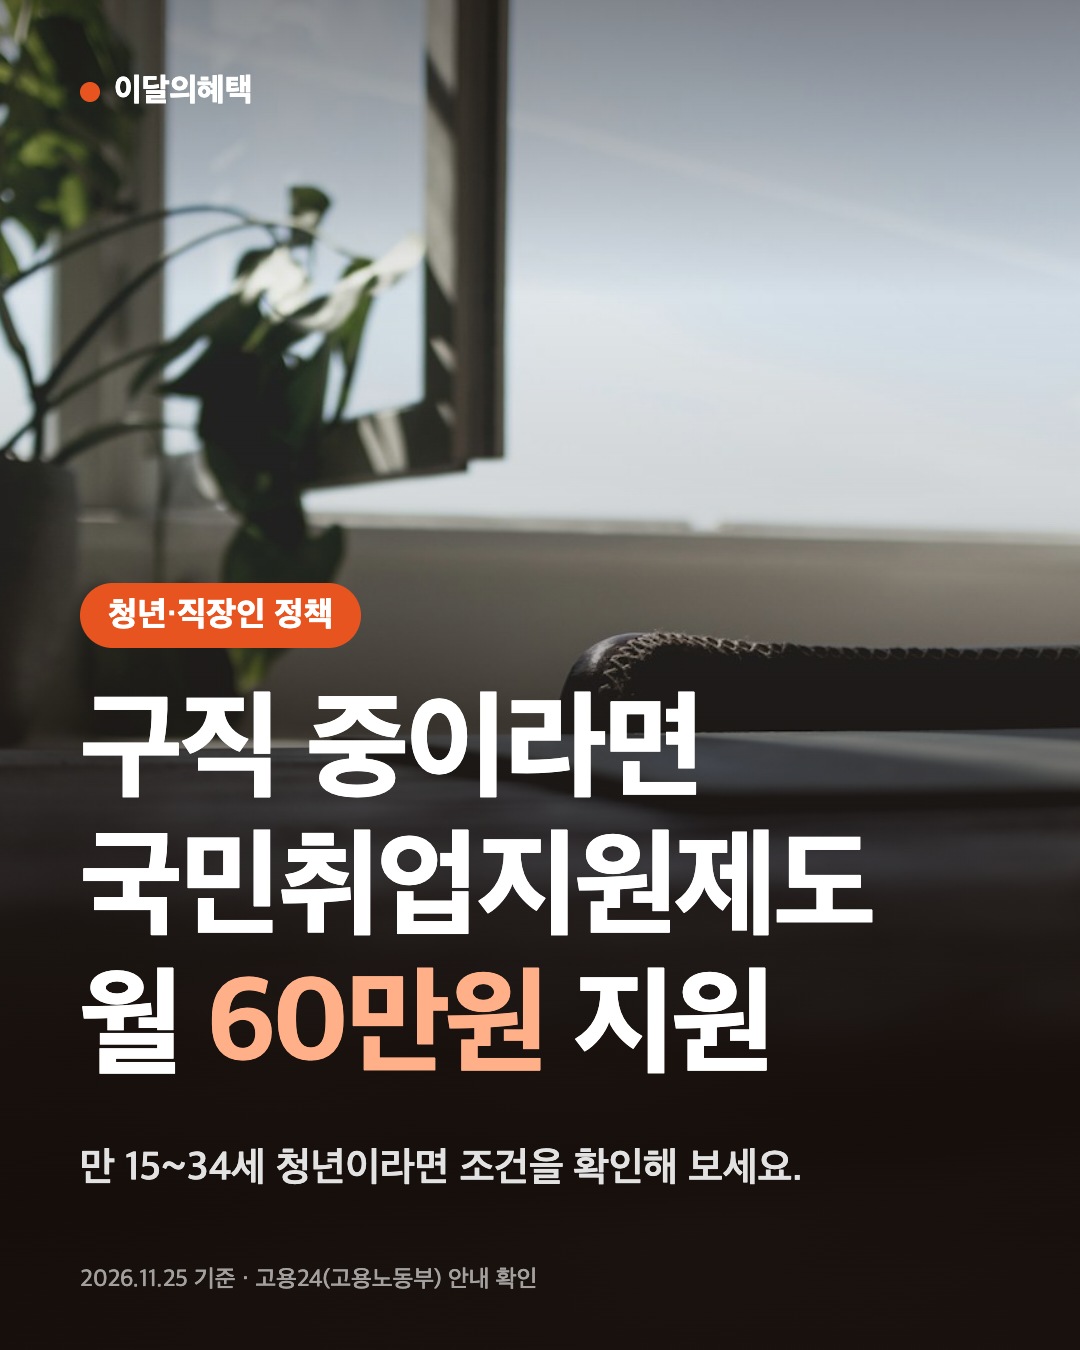 이달의혜택
청년·직장인 정책
구직 중이라면
국민취업지원제도
월 60만원 지원
만 15~34세 청년이라면 조건을 확인해 보세요.
2026.11.25 기준 · 고용24(고용노동부) 안내 확인